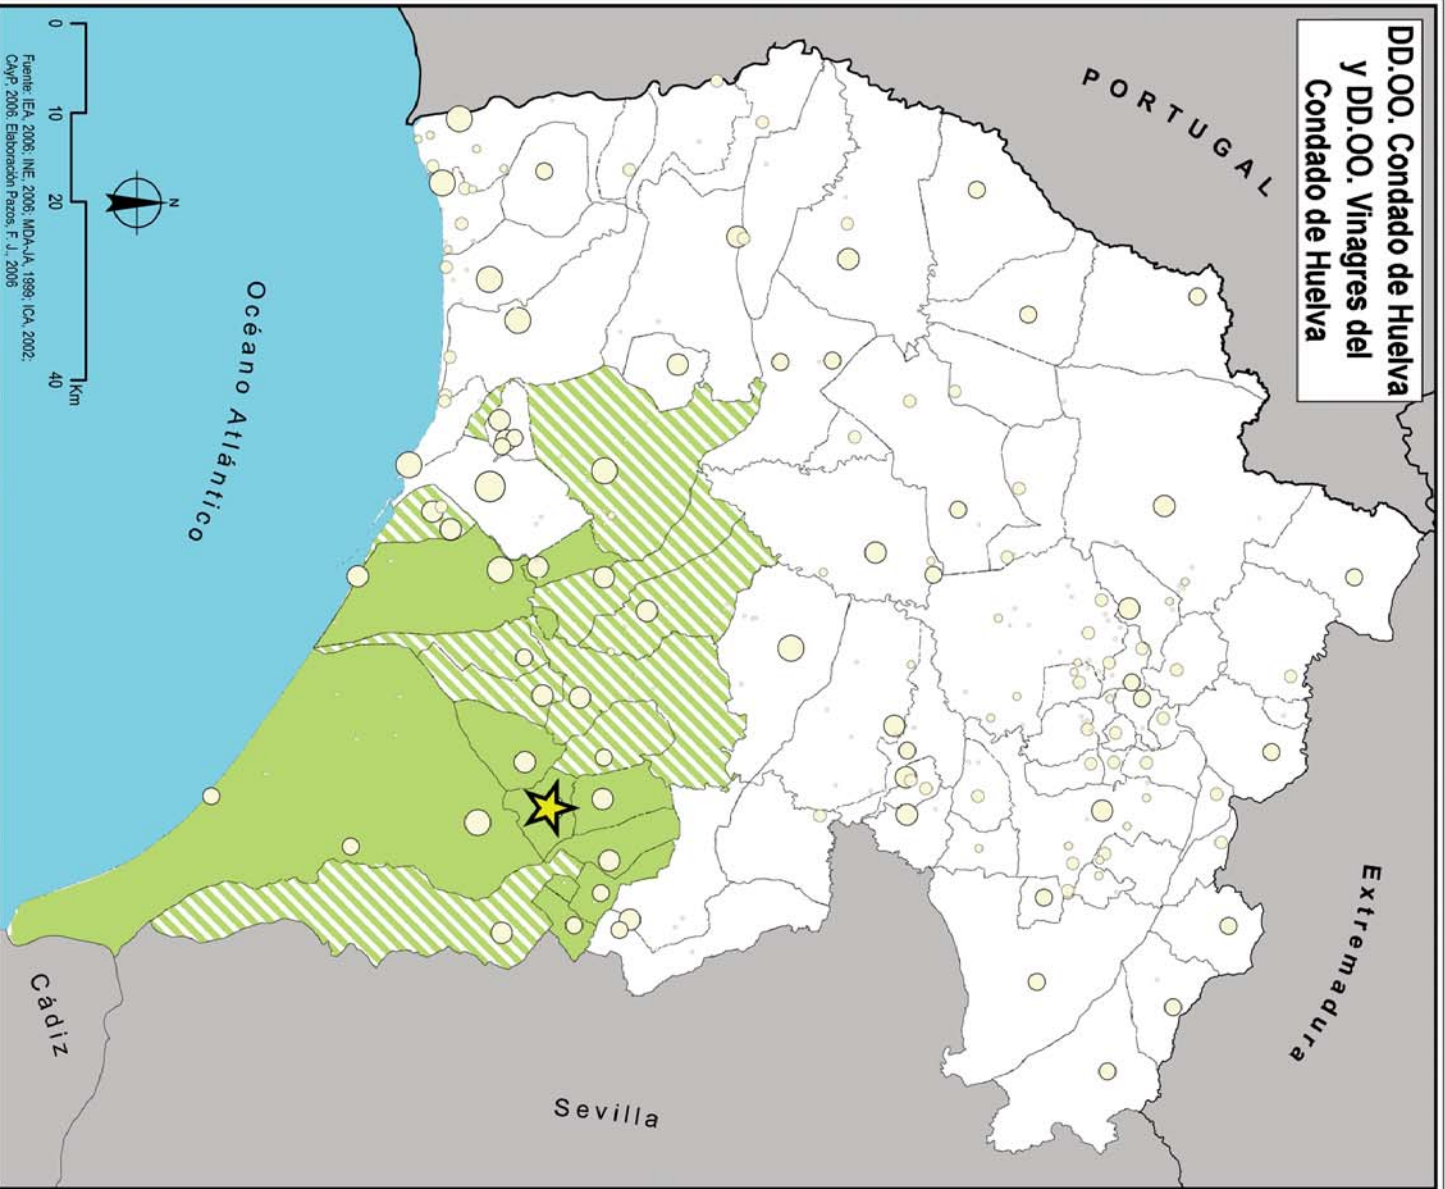 DD.OO. Condado de Huelva
y DD.OO. Vinagres del
Condado de Huelva
PORTUGAL
Extremadura
Sevilla
Cádiz
Océano Atlántico
N
0 10 20 40 Km
Fuente: IEA, 2006; INE, 2006; MDA-JA, 1999; ICA, 2002;
CAyP, 2006. Elaboración Pazos, F. J., 2006